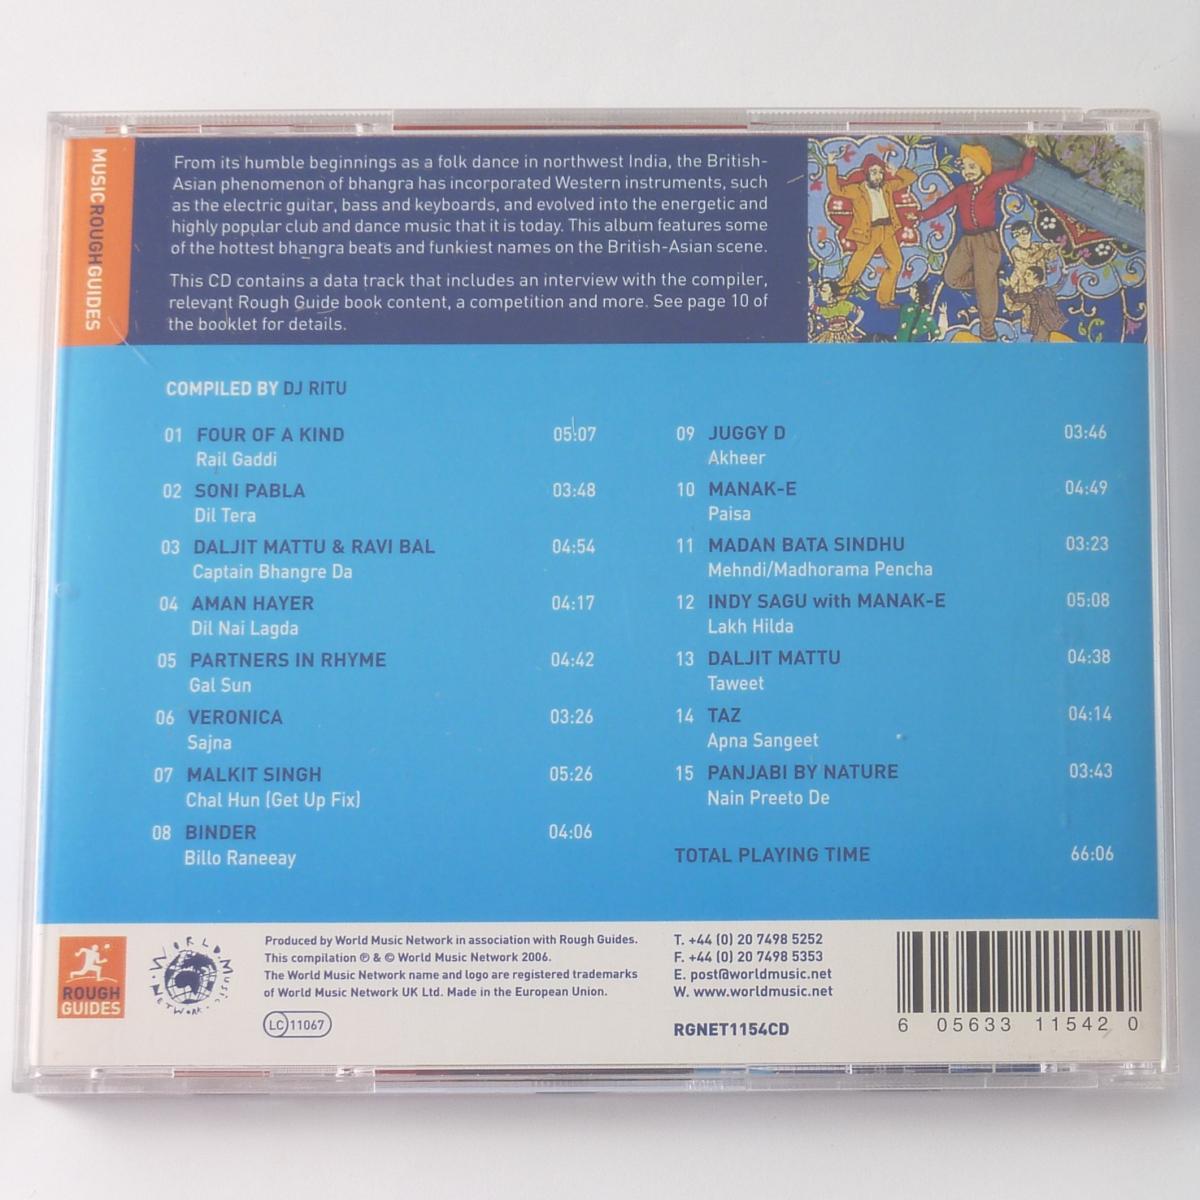 MUSICROUGHGUIDES
From its humble beginnings as a folk dance in northwest India, the British-
Asian phenomenon of bhangra has incorporated Western instruments, such
as the electric guitar, bass and keyboards, and evolved into the energetic and
highly popular club and dance music that it is today. This album features some
of the hottest bhangra beats and funkiest names on the British-Asian scene.
This CD contains a data track that includes an interview with the compiler,
relevant Rough Guide book content, a competition and more. See page 10 of
the booklet for details.
COMPILED BY DJ RITU
01 FOUR OF A KIND 05:07
Rail Gaddi
02 SONI PABLA 03:48
Dil Tera
03 DALJIT MATTU & RAVI BAL 04:54
Captain Bhangre Da
04 AMAN HAYER 04:17
Dil Nai Lagda
05 PARTNERS IN RHYME 04:42
Gal Sun
06 VERONICA 03:26
Sajna
07 MALKIT SINGH 05:26
Chal Hun (Get Up Fix)
08 BINDER 04:06
Billo Raneeay
09 JUGGY D 03:46
Akheer
10 MANAK-E 04:49
Paisa
11 MADAN BATA SINDHU 03:23
Mehndi/Madhorama Pencha
12 INDY SAGU with MANAK-E 05:08
Lakh Hilda
13 DALJIT MATTU 04:38
Taweet
14 TAZ 04:14
Apna Sangeet
15 PANJABI BY NATURE 03:43
Nain Preeto De
TOTAL PLAYING TIME 66:06
ROUGH
GUIDES
WORLD MUSIC NETWORK
Produced by World Music Network in association with Rough Guides.
This compilation ℗ & © World Music Network 2006.
The World Music Network name and logo are registered trademarks
of World Music Network UK Ltd. Made in the European Union.
LC 11067
T. +44 (0) 20 7498 5252
F. +44 (0) 20 7498 5353
E. post@worldmusic.net
W. www.worldmusic.net
RGNET1154CD
6 05633 11542 0